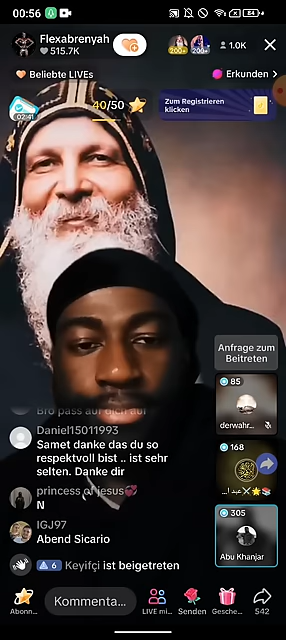 00:56
Flexabrenyah
515.7K
200+
200+
1.0K
Beliebte LIVEs
Erkunden >
02:41
40/50
Zum Registrieren
klicken
Anfrage zum
Beitreten
85
derwahr...
Bro pass auf dich auf
Daniel15011993
Samet danke das du so
respektvoll bist .. ist sehr
selten. Danke dir
168
princess of jesus
N
IGJ97
Abend Sicario
305
Abu Khanjar
6 Keyifçi ist beigetreten
Abonn...
Kommenta...
LIVE mi...
Senden
Gesche...
542